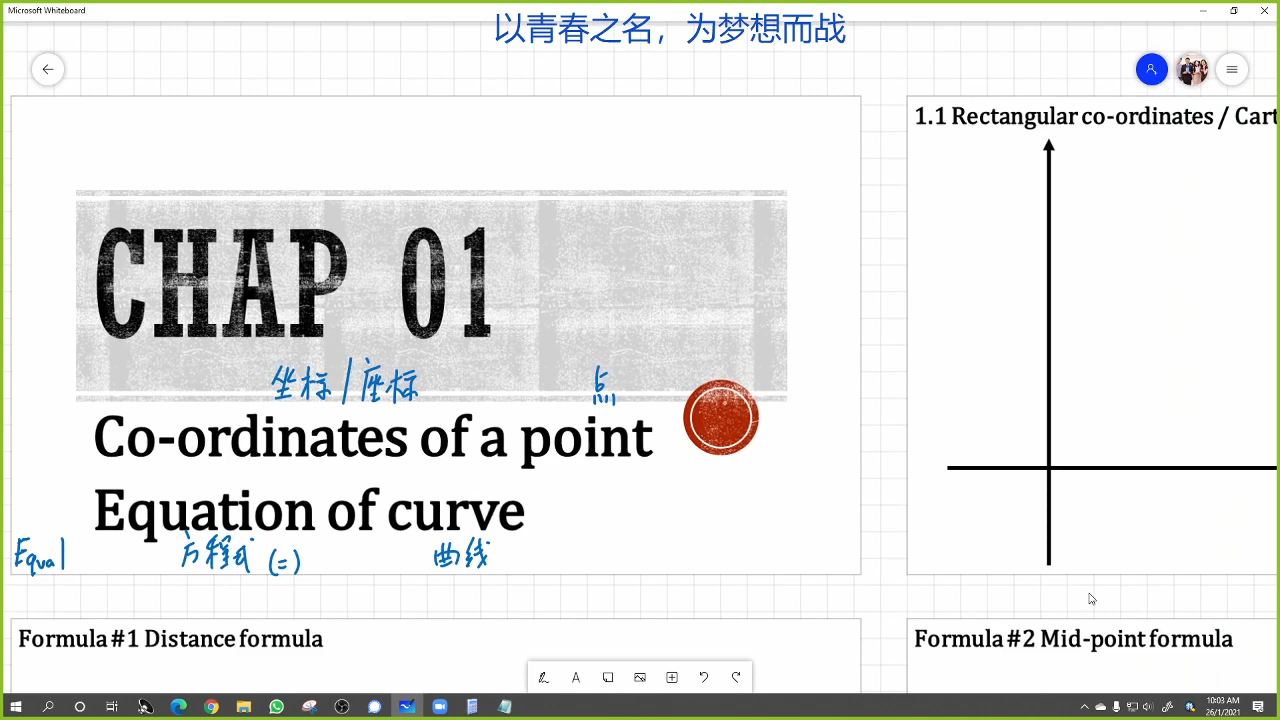 Microsoft Whiteboard
以青春之名，为梦想而战
CHAP 01
坐标/座标 点
Co-ordinates of a point
Equation of curve
Equal 方程式 (=) 曲线
1.1 Rectangular co-ordinates / Cart
Formula #1 Distance formula
Formula #2 Mid-point formula
A
10:03 AM
26/1/2021